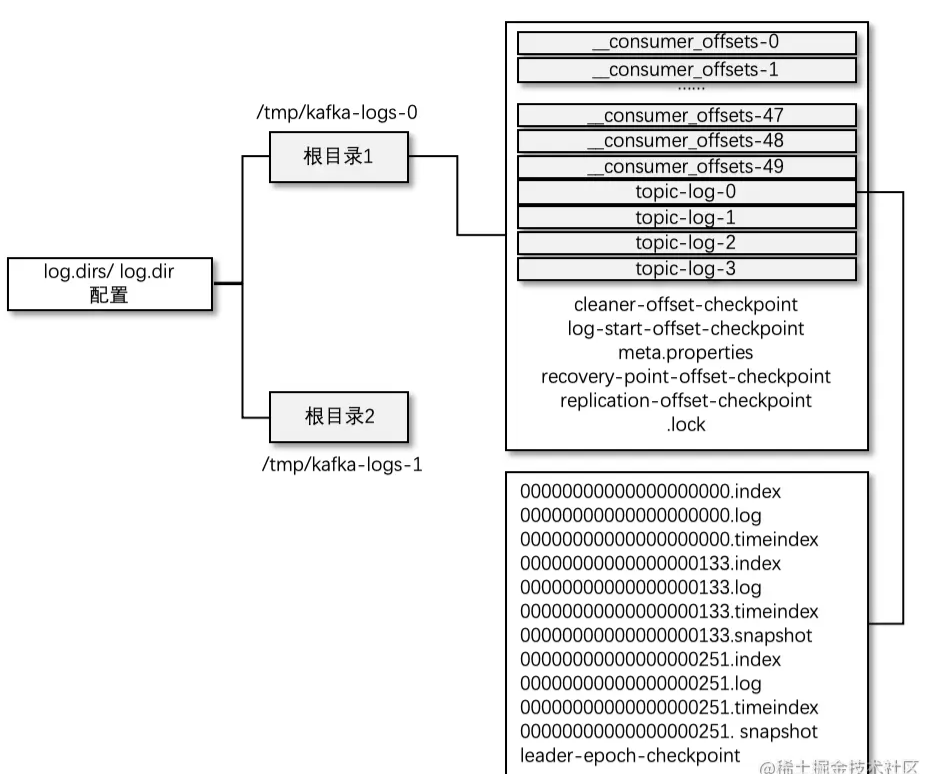 log.dirs/ log.dir
配置
/tmp/kafka-logs-0
根目录1
根目录2
/tmp/kafka-logs-1
__consumer_offsets-0
__consumer_offsets-1
......
__consumer_offsets-47
__consumer_offsets-48
__consumer_offsets-49
topic-log-0
topic-log-1
topic-log-2
topic-log-3
cleaner-offset-checkpoint
log-start-offset-checkpoint
meta.properties
recovery-point-offset-checkpoint
replication-offset-checkpoint
.lock
00000000000000000000.index
00000000000000000000.log
00000000000000000000.timeindex
00000000000000000133.index
00000000000000000133.log
00000000000000000133.timeindex
00000000000000000133.snapshot
00000000000000000251.index
00000000000000000251.log
00000000000000000251.timeindex
00000000000000000251. snapshot
leader-epoch-checkpoint
@稀土掘金技术社区